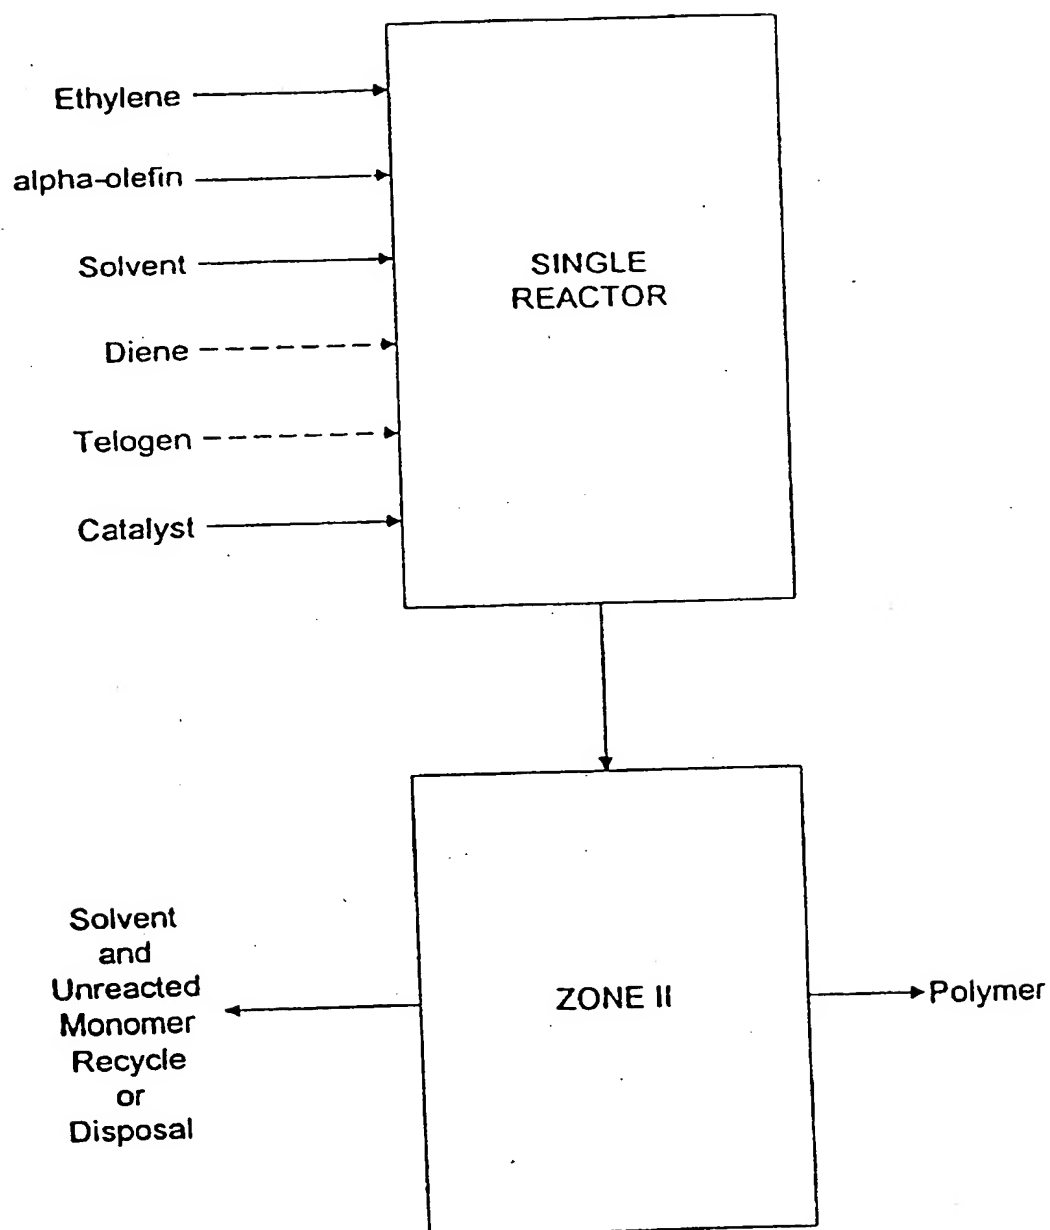 Ethylene
alpha-olefin
Solvent
Diene
Telogen
Catalyst
SINGLE
REACTOR
Solvent
and
Unreacted
Monomer
Recycle
or
Disposal
ZONE II
Polymer